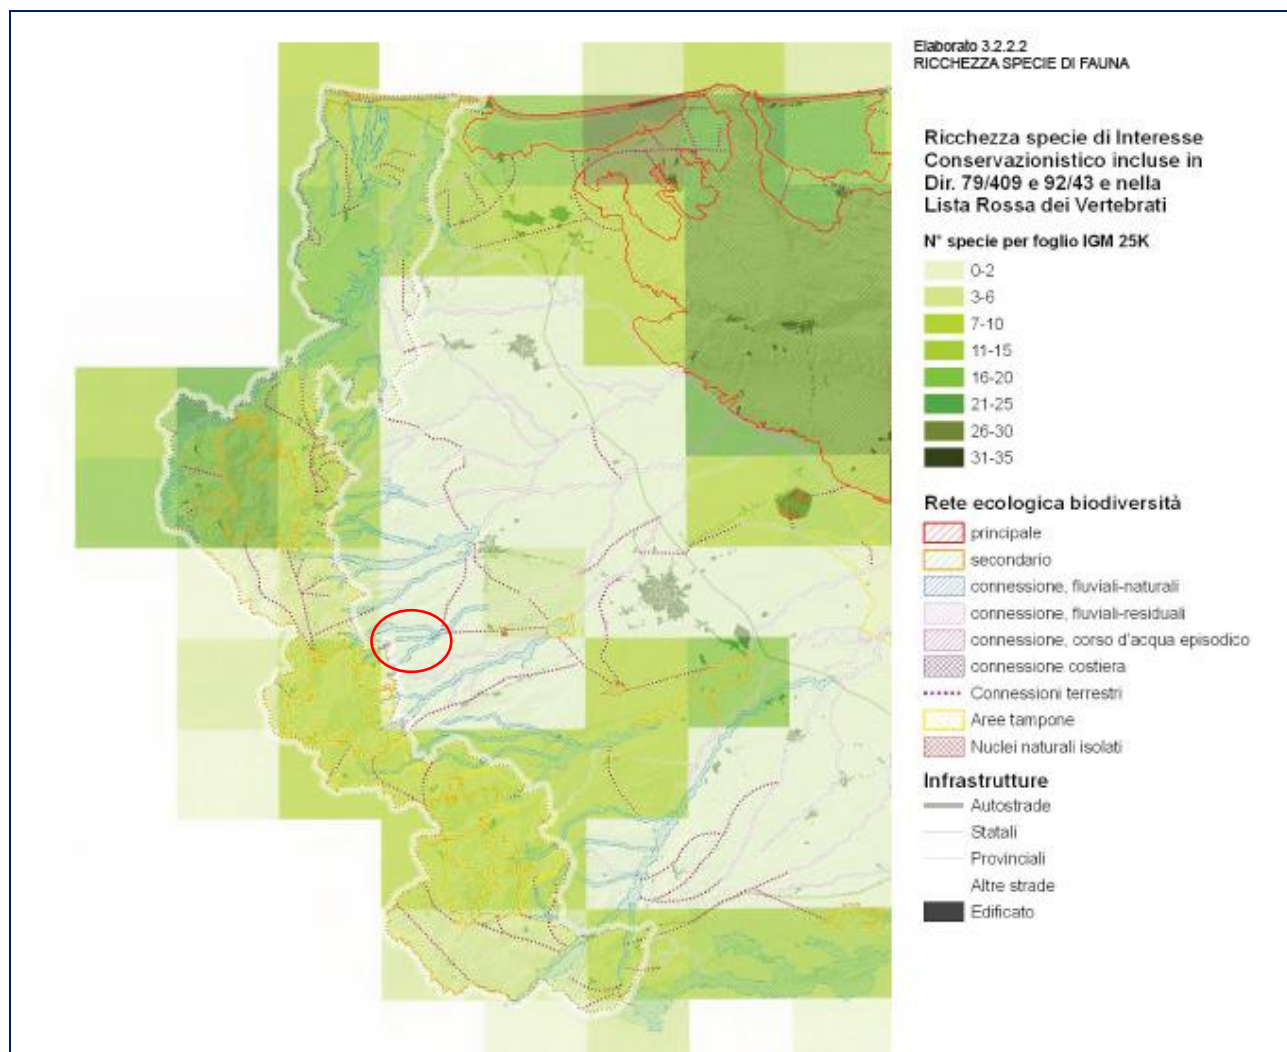 Elaborato 3.2.2.2
RICCHEZZA SPECIE DI FAUNA
Ricchezza specie di Interesse
Conservazionistico incluse in
Dir. 79/409 e 92/43 e nella
Lista Rossa dei Vertebrati
N° specie per foglio IGM 25K
0-2
3-6
7-10
11-15
16-20
21-25
26-30
31-35
Rete ecologica biodiversità
principale
secondario
connessione, fluviali-naturali
connessione, fluviali-residuali
connessione, corso d'acqua episodico
connessione costiera
Connessioni terrestri
Aree tampone
Nuclei naturali isolati
Infrastrutture
Autostrade
Statali
Provinciali
Altre strade
Edificato